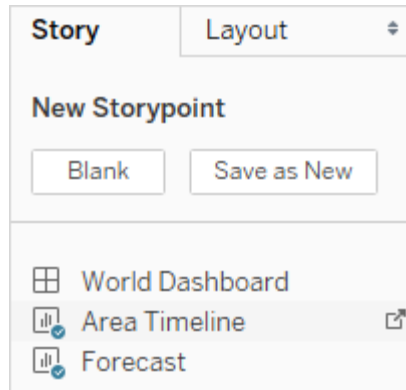 Story Layout
New Storypoint
Blank Save as New
World Dashboard
Area Timeline
Forecast